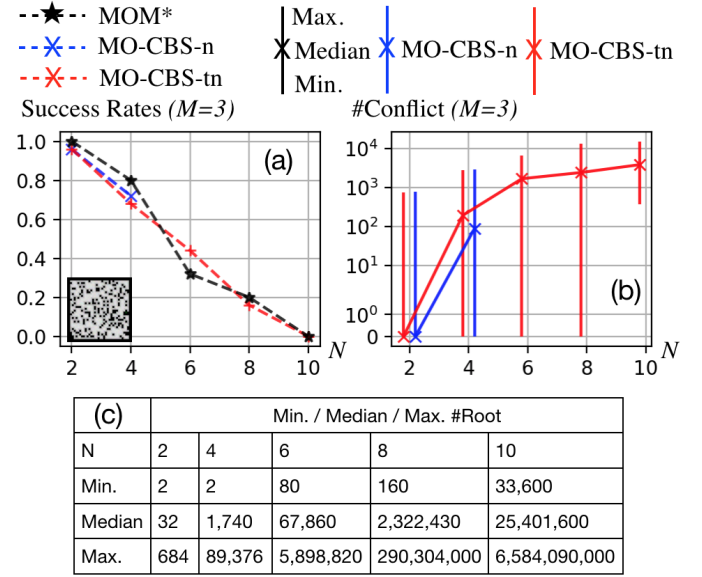 MOM*
MO-CBS-n
MO-CBS-tn
Max.
Median
Min.
MO-CBS-n
MO-CBS-tn
Success Rates (M=3)
1.0
0.8
0.6
0.4
0.2
0.0
(a)
2 4 6 8 10 N
#Conflict (M=3)
10^4
10^3
10^2
10^1
10^0
0
(b)
2 4 6 8 10 N
(c) Min. / Median / Max. #Root
N 2 4 6 8 10
Min. 2 2 80 160 33,600
Median 32 1,740 67,860 2,322,430 25,401,600
Max. 684 89,376 5,898,820 290,304,000 6,584,090,000